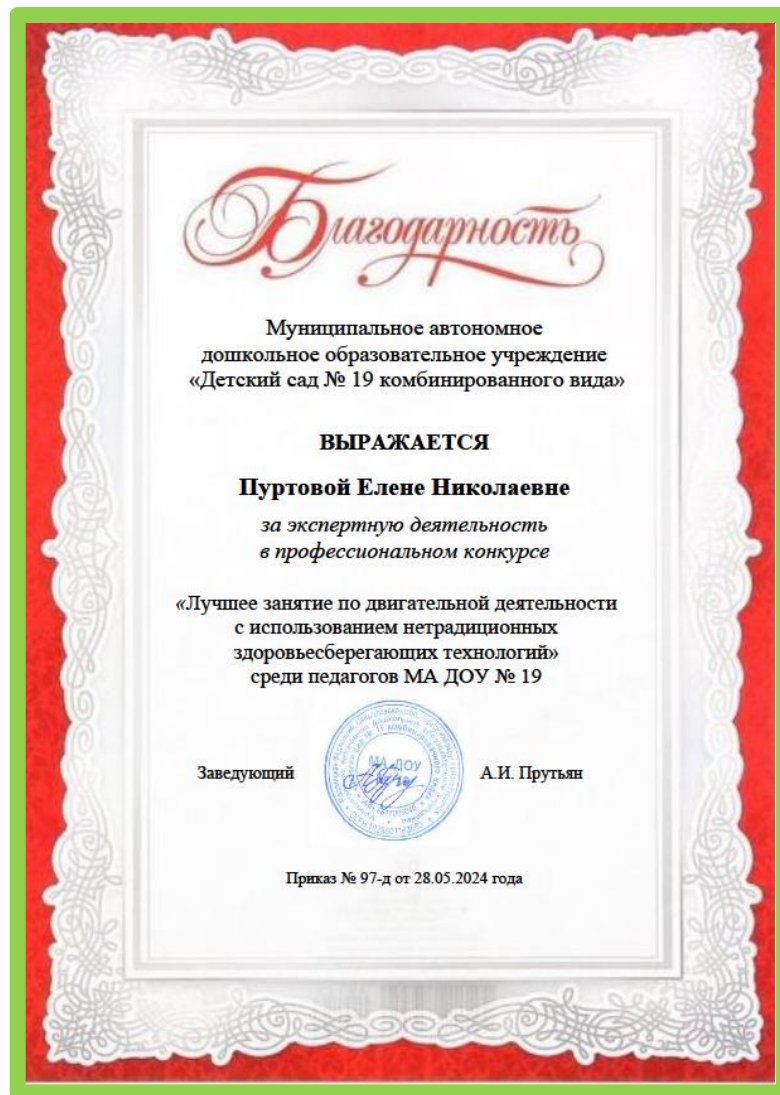 Благодарность
Муниципальное автономное
дошкольное образовательное учреждение
«Детский сад № 19 комбинированного вида»
ВЫРАЖАЕТСЯ
Пуртовой Елене Николаевне
за экспертную деятельность
в профессиональном конкурсе
«Лучшее занятие по двигательной деятельности
с использованием нетрадиционных
здоровьесберегающих технологий»
среди педагогов МА ДОУ № 19
МА ДОУ
Заведующий
А.И. Прутьян
Приказ № 97-д от 28.05.2024 года